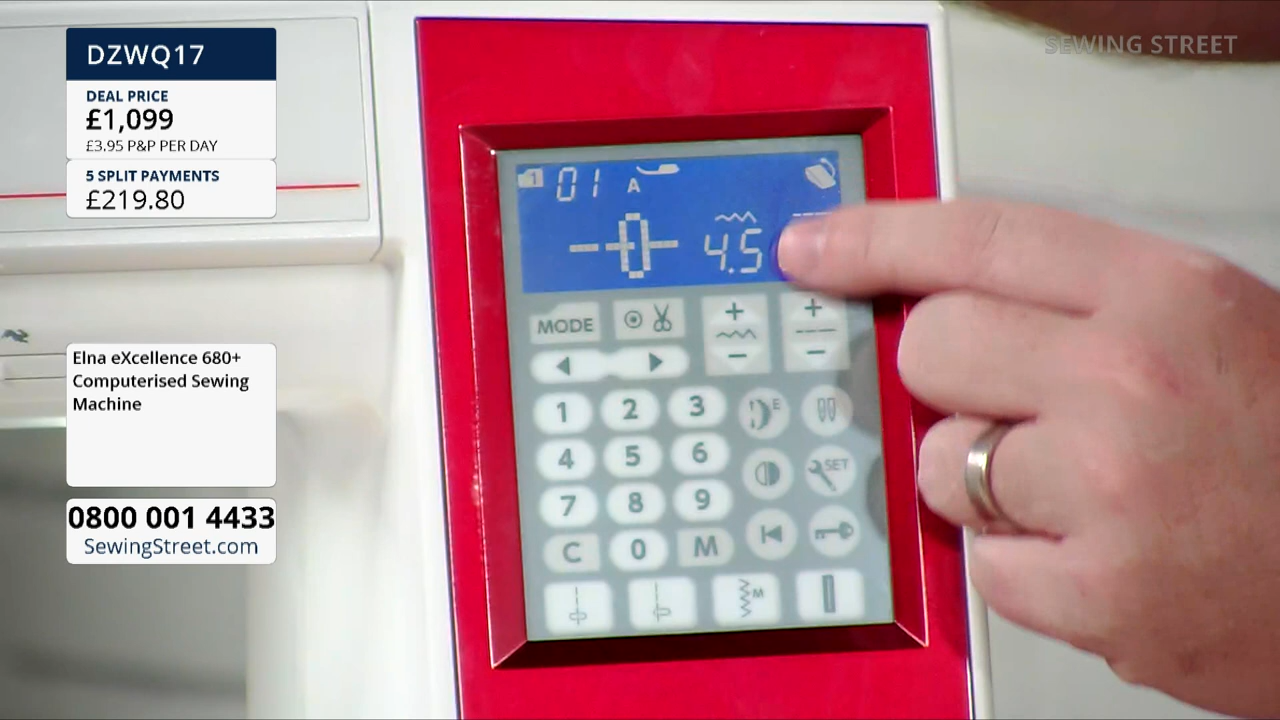 DZWQ17
DEAL PRICE
£1,099
£3.95 P&P PER DAY
5 SPLIT PAYMENTS
£219.80
Elna eXcellence 680+
Computerised Sewing
Machine
0800 001 4433
SewingStreet.com
SEWING STREET
1 01 A
4.5
MODE
+ +
- -
1 2 3 E
4 5 6
7 8 9 SET
C 0 M
M